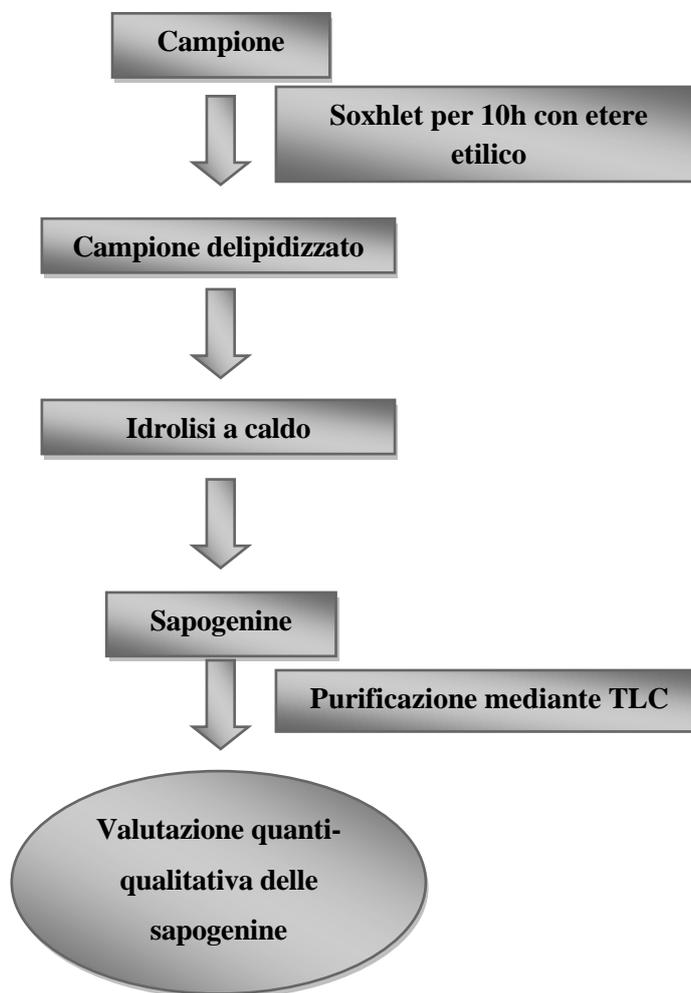 Campione
Soxhlet per 10h con etere
etilico
Campione delipidizzato
Idrolisi a caldo
Sapogenine
Purificazione mediante TLC
Valutazione quanti-
qualitativa delle
sapogenine